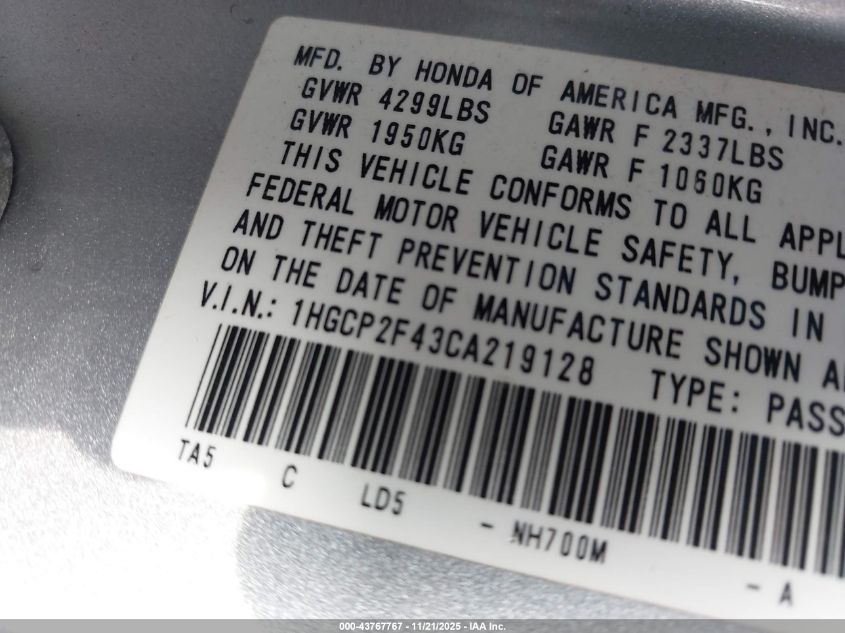 MFD. BY HONDA OF AMERICA MFG., INC.
GVWR 4299LBS GAWR F 2337LBS
GVWR 1950KG GAWR F 1060KG
THIS VEHICLE CONFORMS TO ALL APPL
FEDERAL MOTOR VEHICLE SAFETY, BUMP
AND THEFT PREVENTION STANDARDS IN
ON THE DATE OF MANUFACTURE SHOWN A
V.I.N.: 1HGCP2F43CA219128 TYPE: PASS
TA5 C LD5 - NH700M - A
000-43767767 - 11/21/2025 - IAA Inc.